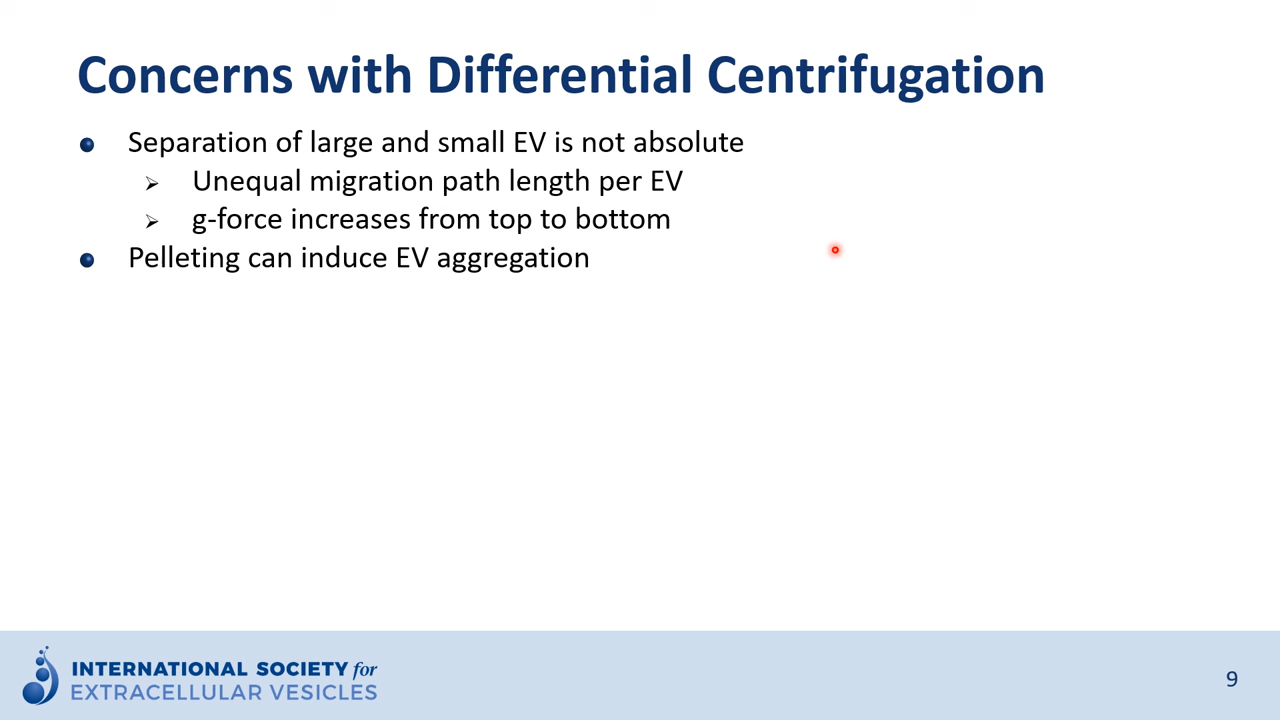 Concerns with Differential Centrifugation
Separation of large and small EV is not absolute
Unequal migration path length per EV
g-force increases from top to bottom
Pelleting can induce EV aggregation
INTERNATIONAL SOCIETY for
EXTRACELLULAR VESICLES
9